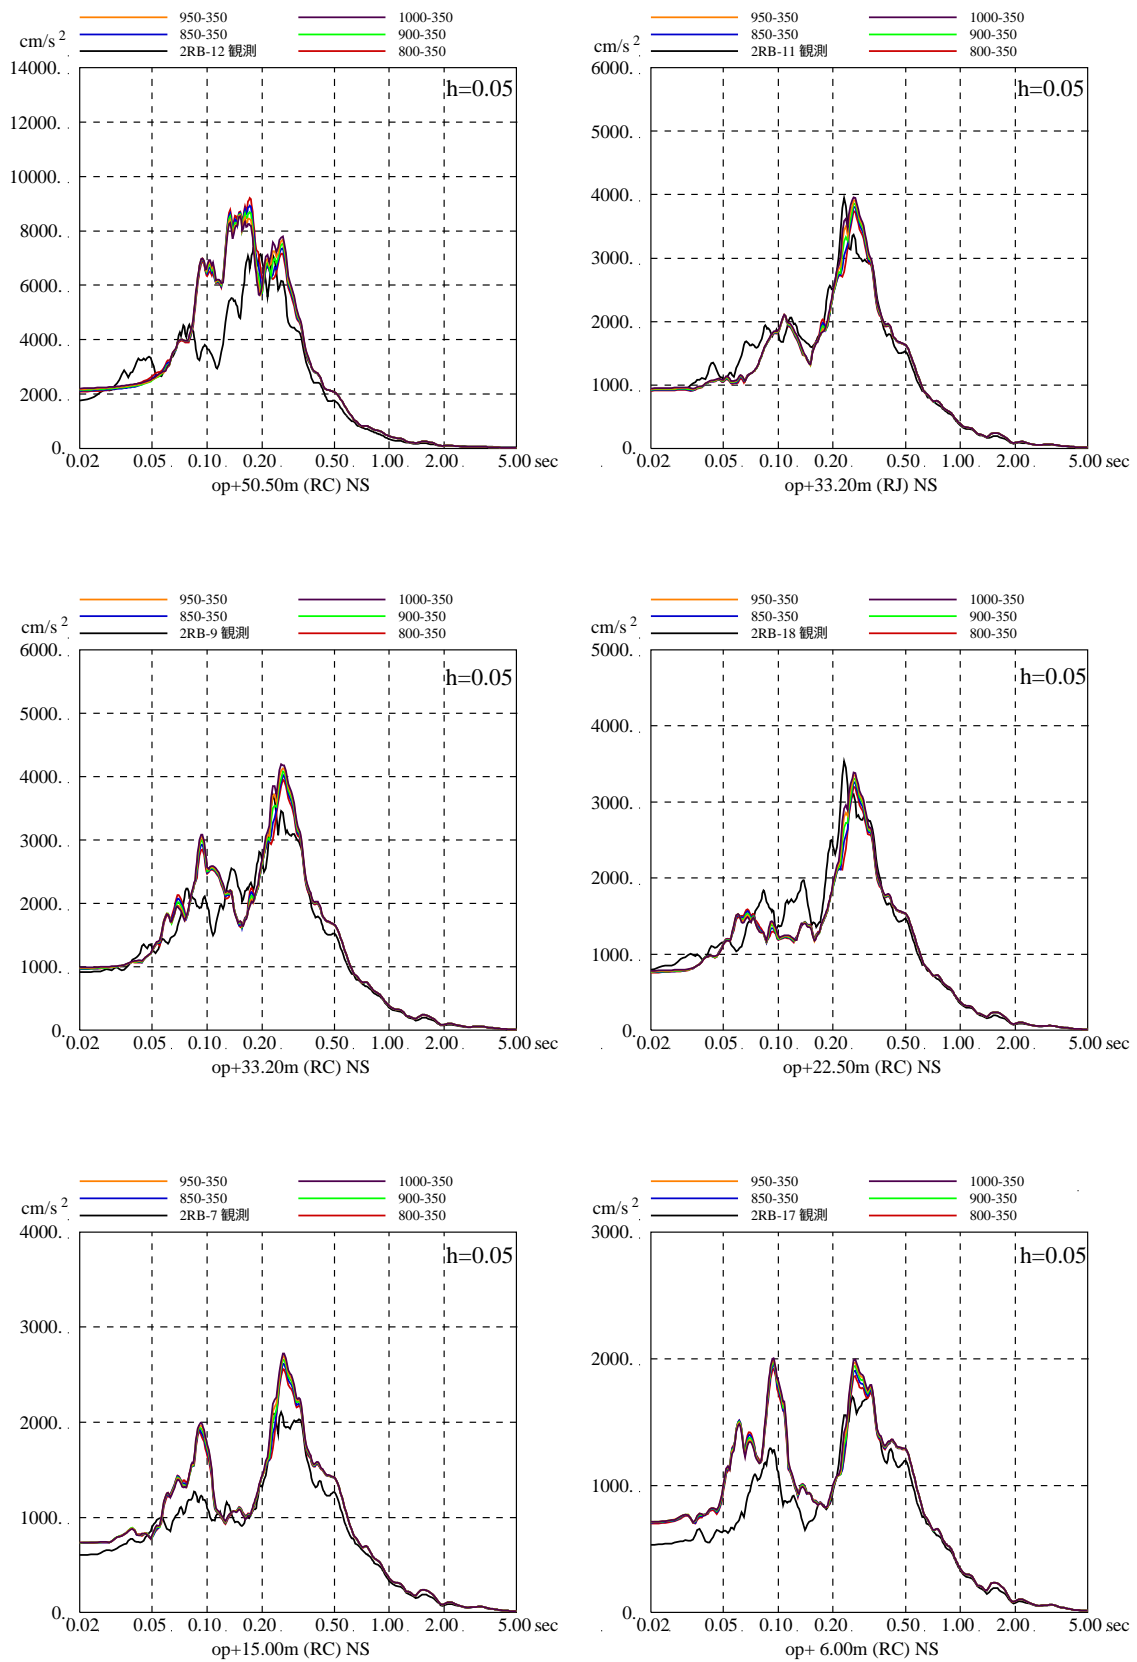 950-350 1000-350
850-350 900-350
2RB-12 観測 800-350
cm/s 2
h=0.05
14000.
12000.
10000.
8000.
6000.
4000.
2000.
0.
0.02 0.05 0.10 0.20 0.50 1.00 2.00 5.00 sec
op+50.50m (RC) NS
950-350 1000-350
850-350 900-350
2RB-11 観測 800-350
cm/s 2
h=0.05
6000.
5000.
4000.
3000.
2000.
1000.
0.
0.02 0.05 0.10 0.20 0.50 1.00 2.00 5.00 sec
op+33.20m (RJ) NS
950-350 1000-350
850-350 900-350
2RB-9 観測 800-350
cm/s 2
h=0.05
6000.
5000.
4000.
3000.
2000.
1000.
0.
0.02 0.05 0.10 0.20 0.50 1.00 2.00 5.00 sec
op+33.20m (RC) NS
950-350 1000-350
850-350 900-350
2RB-18 観測 800-350
cm/s 2
h=0.05
5000.
4000.
3000.
2000.
1000.
0.
0.02 0.05 0.10 0.20 0.50 1.00 2.00 5.00 sec
op+22.50m (RC) NS
950-350 1000-350
850-350 900-350
2RB-7 観測 800-350
cm/s 2
h=0.05
4000.
3000.
2000.
1000.
0.
0.02 0.05 0.10 0.20 0.50 1.00 2.00 5.00 sec
op+15.00m (RC) NS
950-350 1000-350
850-350 900-350
2RB-17 観測 800-350
cm/s 2
h=0.05
3000.
2000.
1000.
0.
0.02 0.05 0.10 0.20 0.50 1.00 2.00 5.00 sec
op+ 6.00m (RC) NS